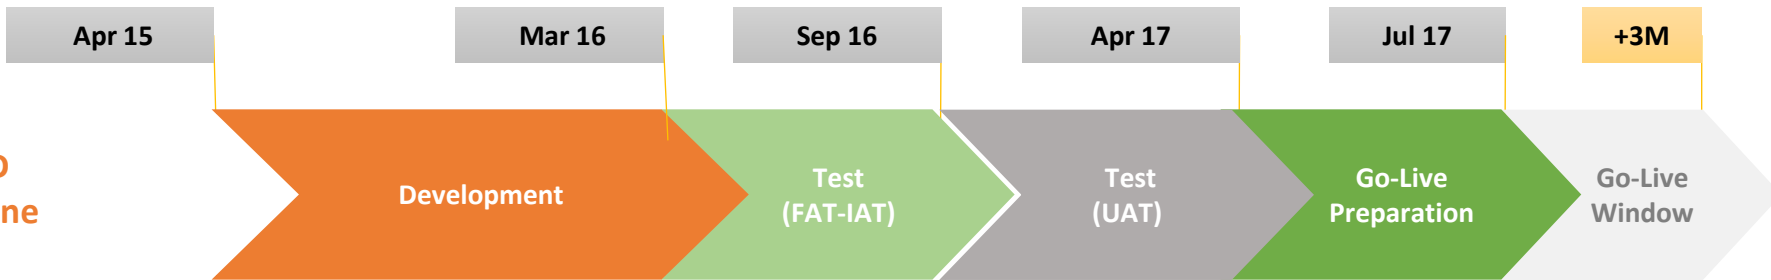 Apr 15
Mar 16
Sep 16
Apr 17
Jul 17
+3M
Development
Test
(FAT-IAT)
Test
(UAT)
Go-Live
Preparation
Go-Live
Window